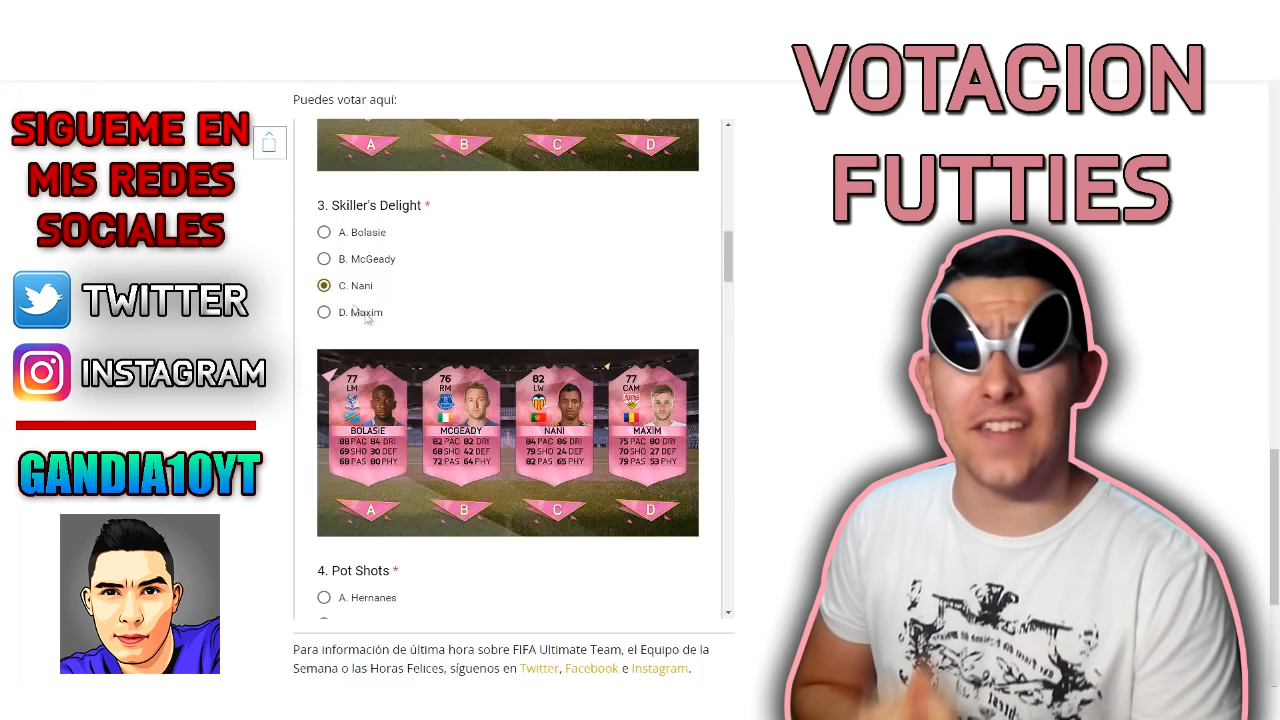 VOTACION
FUTTIES
SIGUEME EN
MIS REDES
SOCIALES
TWITTER
INSTAGRAM
GANDIA10YT
Puedes votar aquí:
A B C D
3. Skiller's Delight *
A. Bolasie
B. McGeady
C. Nani
D. Maxim
77 LM BOLASIE
88 PAC 84 DRI
69 SHO 30 DEF
68 PAS 80 PHY
76 RM MCGEADY
82 PAC 82 DRI
68 SHO 42 DEF
72 PAS 64 PHY
82 LW NANI
84 PAC 86 DRI
79 SHO 24 DEF
82 PAS 65 PHY
77 CAM MAXIM
75 PAC 80 DRI
70 SHO 27 DEF
79 PAS 53 PHY
A B C D
4. Pot Shots *
A. Hernanes
Para información de última hora sobre FIFA Ultimate Team, el Equipo de la
Semana o las Horas Felices, síguenos en Twitter, Facebook e Instagram.